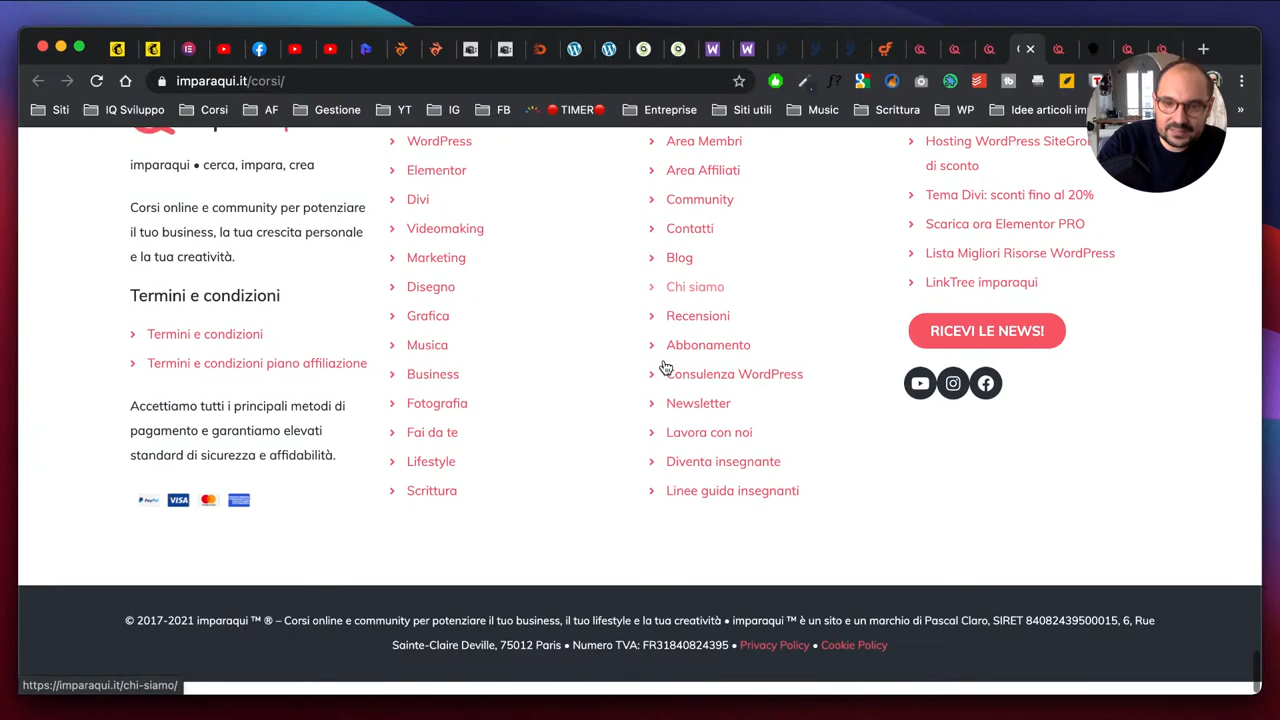 imparaqui.it/corsi/
Siti
IQ Sviluppo
Corsi
AF
Gestione
YT
IG
FB
TIMER
Entreprise
Siti utili
Music
Scrittura
WP
Idee articoli im
imparaqui • cerca, impara, crea
Corsi online e community per potenziare
il tuo business, la tua crescita personale
e la tua creatività.
Termini e condizioni
Termini e condizioni
Termini e condizioni piano affiliazione
Accettiamo tutti i principali metodi di
pagamento e garantiamo elevati
standard di sicurezza e affidabilità.
PayPal
VISA
WordPress
Elementor
Divi
Videomaking
Marketing
Disegno
Grafica
Musica
Business
Fotografia
Fai da te
Lifestyle
Scrittura
Area Membri
Area Affiliati
Community
Contatti
Blog
Chi siamo
Recensioni
Abbonamento
Consulenza WordPress
Newsletter
Lavora con noi
Diventa insegnante
Linee guida insegnanti
Hosting WordPress SiteGrou
di sconto
Tema Divi: sconti fino al 20%
Scarica ora Elementor PRO
Lista Migliori Risorse WordPress
LinkTree imparaqui
RICEVI LE NEWS!
© 2017-2021 imparaqui ™ ® – Corsi online e community per potenziare il tuo business, il tuo lifestyle e la tua creatività • imparaqui ™ è un sito e un marchio di Pascal Claro, SIRET 84082439500015, 6, Rue
Sainte-Claire Deville, 75012 Paris • Numero TVA: FR31840824395 • Privacy Policy • Cookie Policy
https://imparaqui.it/chi-siamo/